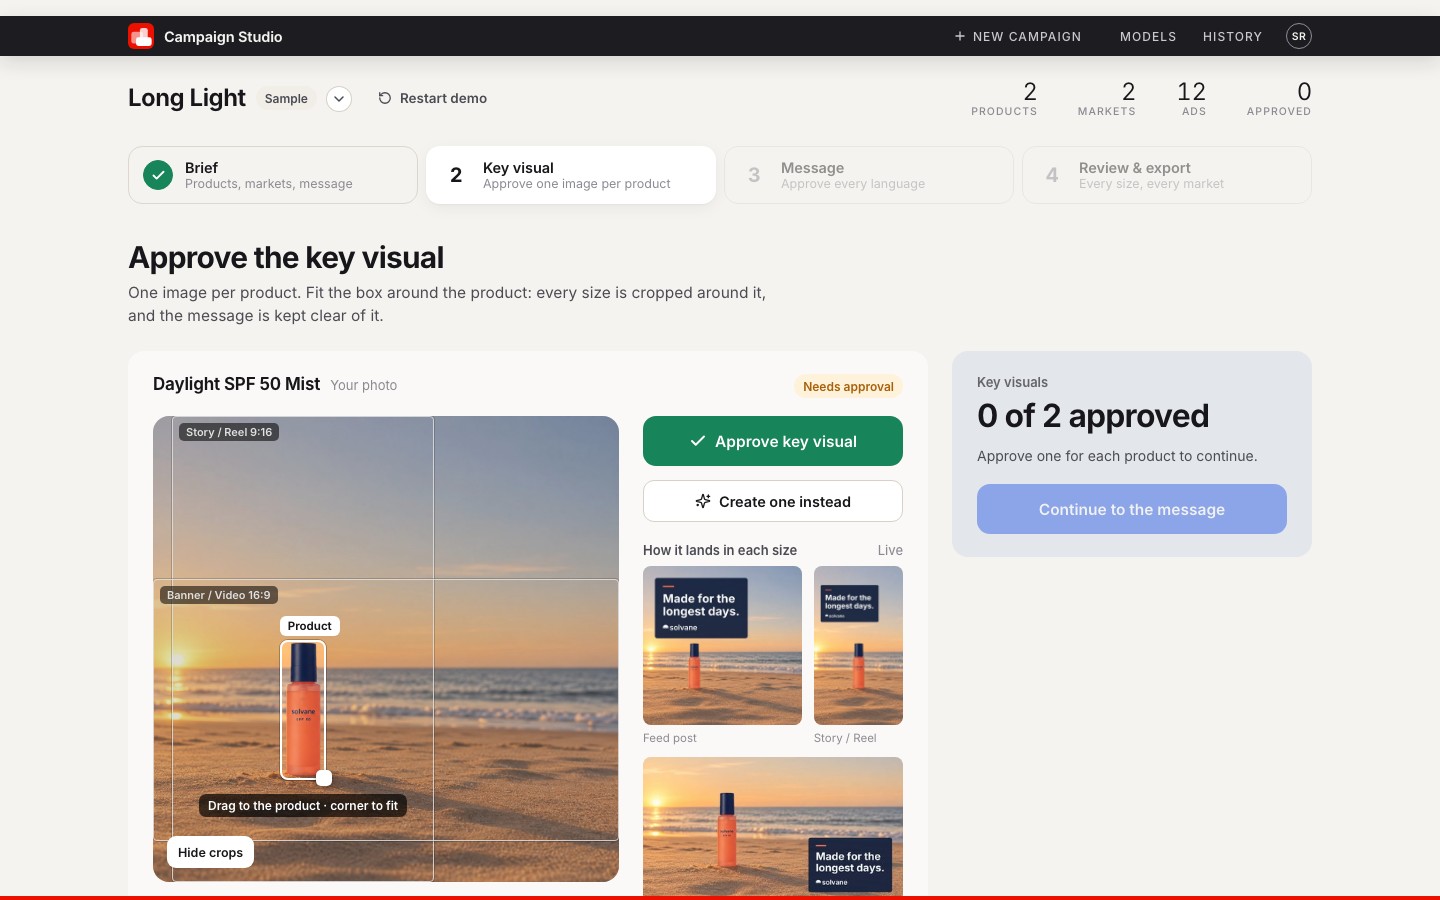 Campaign Studio
NEW CAMPAIGN
MODELS
HISTORY
SR
Long Light
Sample
Restart demo
2
PRODUCTS
2
MARKETS
12
ADS
0
APPROVED
Brief
Products, markets, message
2
Key visual
Approve one image per product
3
Message
Approve every language
4
Review & export
Every size, every market
Approve the key visual
One image per product. Fit the box around the product: every size is cropped around it,
and the message is kept clear of it.
Daylight SPF 50 Mist
Your photo
Needs approval
Story / Reel 9:16
Banner / Video 16:9
Product
solvane
SPF 50
Drag to the product · corner to fit
Hide crops
Approve key visual
Create one instead
How it lands in each size
Live
Made for the
longest days.
solvane
Feed post
Made for the
longest days.
solvane
Story / Reel
solvane
Made for the
longest days.
solvane
Key visuals
0 of 2 approved
Approve one for each product to continue.
Continue to the message